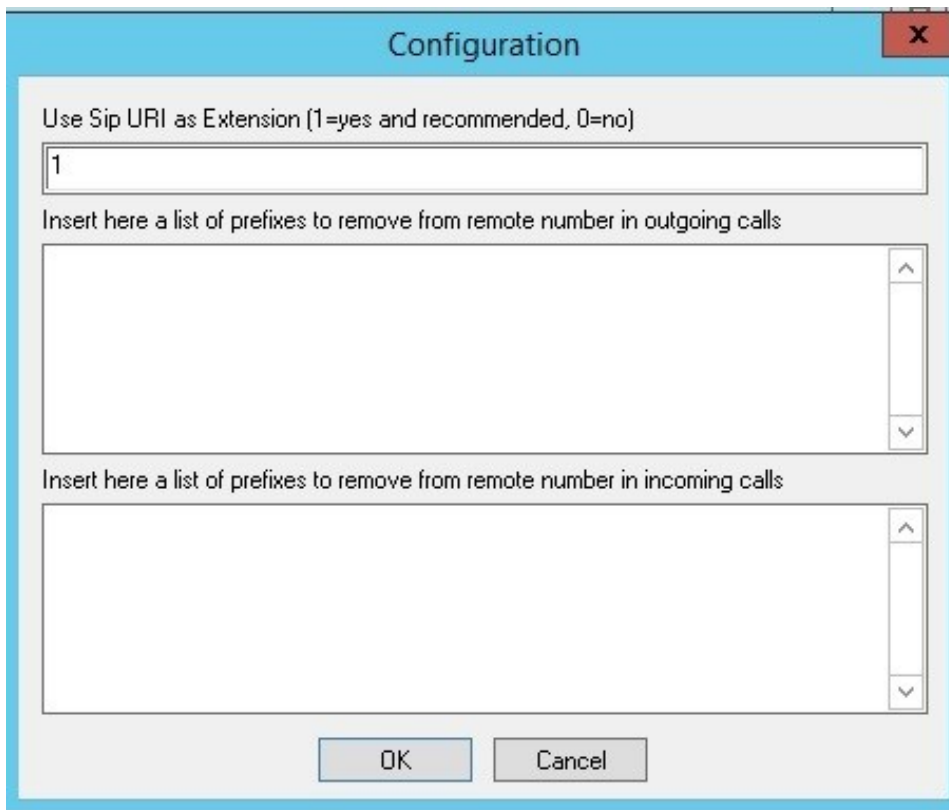 Configuration
x
Use Sip URI as Extension (1=yes and recommended, 0=no)
1
Insert here a list of prefixes to remove from remote number in outgoing calls
Insert here a list of prefixes to remove from remote number in incoming calls
OK Cancel